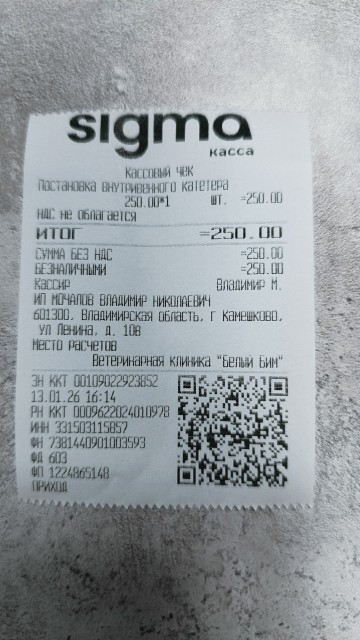 sigma
касса
Кассовый чек
Постановка внутривенного катетера
250.00*1 шт. =250.00
НДС не облагается
ИТОГ =250.00
СУММА БЕЗ НДС =250.00
БЕЗНАЛИЧНЫМИ =250.00
Кассир Владимир М.
ИП МОЧАЛОВ ВЛАДИМИР НИКОЛАЕВИЧ
601300, Владимирская область, г Камешково,
ул Ленина, д. 10в
Место расчетов
Ветеринарная клиника "Белый Бим"
ЗН ККТ 00109022923852
13.01.26 16:14
РН ККТ 0009622024010978
ИНН 331503115857
ФН 7381440901003593
ФД 603
ФП 1224865148
ПРИХОД